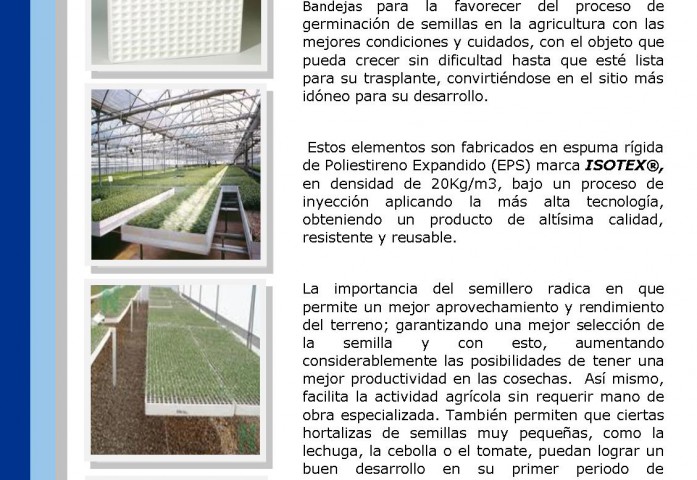 Bandejas para la favorecer del proceso de
germinación de semillas en la agricultura con las
mejores condiciones y cuidados, con el objeto que
pueda crecer sin dificultad hasta que esté lista
para su trasplante, convirtiéndose en el sitio más
idóneo para su desarrollo.
Estos elementos son fabricados en espuma rígida
de Poliestireno Expandido (EPS) marca ISOTEX®,
en densidad de 20Kg/m3, bajo un proceso de
inyección aplicando la más alta tecnología,
obteniendo un producto de altísima calidad,
resistente y reusable.
La importancia del semillero radica en que
permite un mejor aprovechamiento y rendimiento
del terreno; garantizando una mejor selección de
la semilla y con esto, aumentando
considerablemente las posibilidades de tener una
mejor productividad en las cosechas. Así mismo,
facilita la actividad agrícola sin requerir mano de
obra especializada. También permiten que ciertas
hortalizas de semillas muy pequeñas, como la
lechuga, la cebolla o el tomate, puedan lograr un
buen desarrollo en su primer periodo de